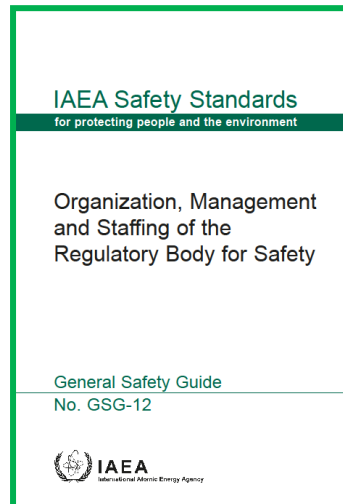 IAEA Safety Standards
for protecting people and the environment
Organization, Management
and Staffing of the
Regulatory Body for Safety
General Safety Guide
No. GSG-12
IAEA
International Atomic Energy Agency